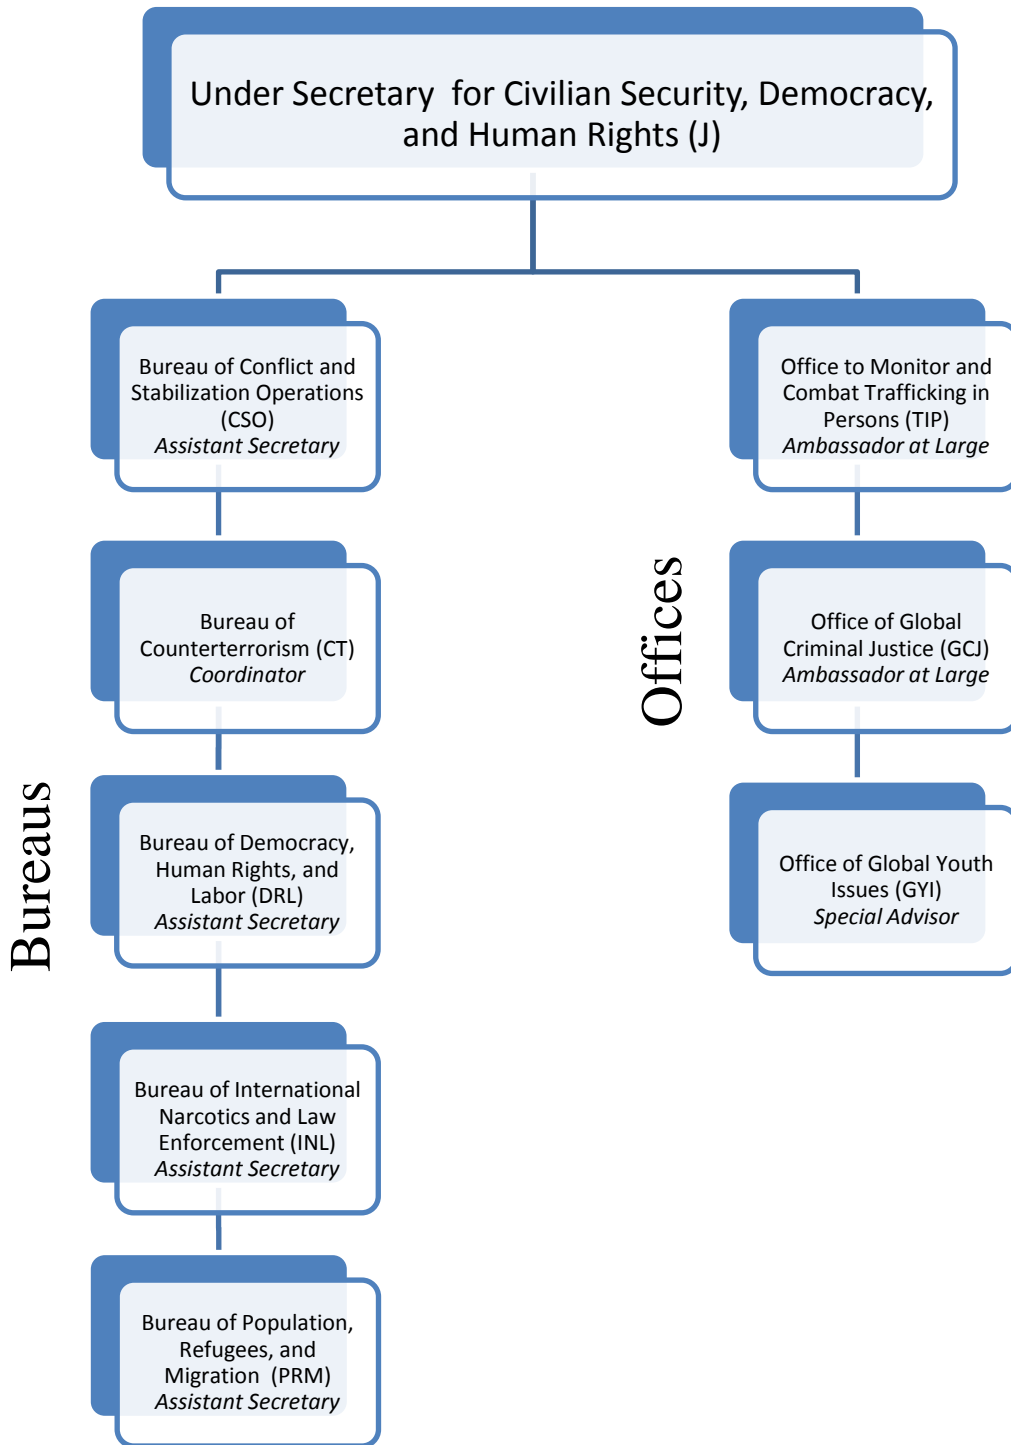 Under Secretary  for Civilian Security, Democracy,
and Human Rights (J)
Bureaus
Bureau of Conflict and
Stabilization Operations
(CSO)
Assistant Secretary
Bureau of
Counterterrorism (CT)
Coordinator
Bureau of Democracy,
Human Rights, and
Labor (DRL)
Assistant Secretary
Bureau of International
Narcotics and Law
Enforcement (INL)
Assistant Secretary
Bureau of Population,
Refugees, and
Migration  (PRM)
Assistant Secretary
Offices
Office to Monitor and
Combat Trafficking in
Persons (TIP)
Ambassador at Large
Office of Global
Criminal Justice (GCJ)
Ambassador at Large
Office of Global Youth
Issues (GYI)
Special Advisor